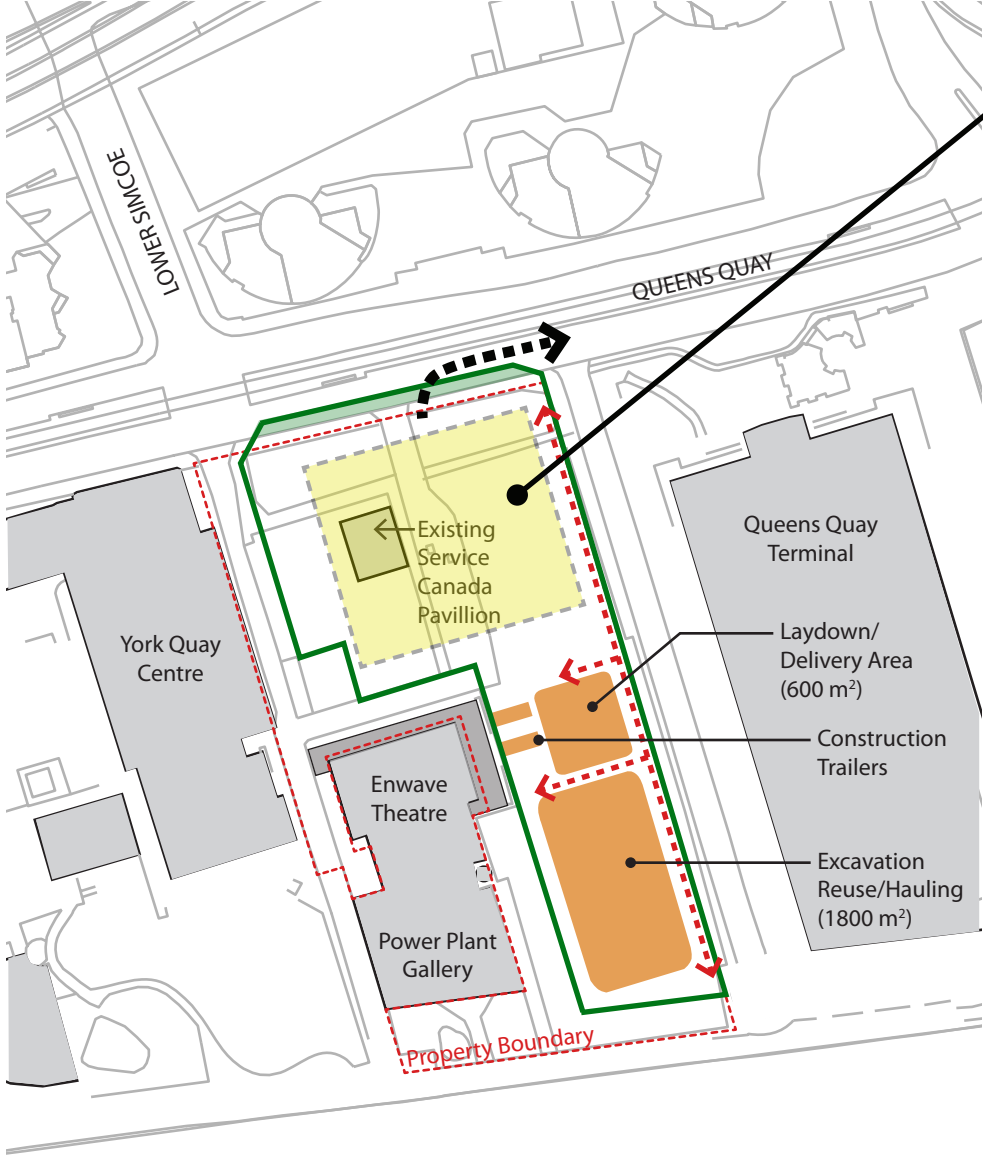 LOWER SIMCOE
QUEENS QUAY
Existing
Service
Canada
Pavillion
Queens Quay
Terminal
York Quay
Centre
Laydown/
Delivery Area
(600 m²)
Construction
Trailers
Enwave
Theatre
Excavation
Reuse/Hauling
(1800 m²)
Power Plant
Gallery
Property Boundary